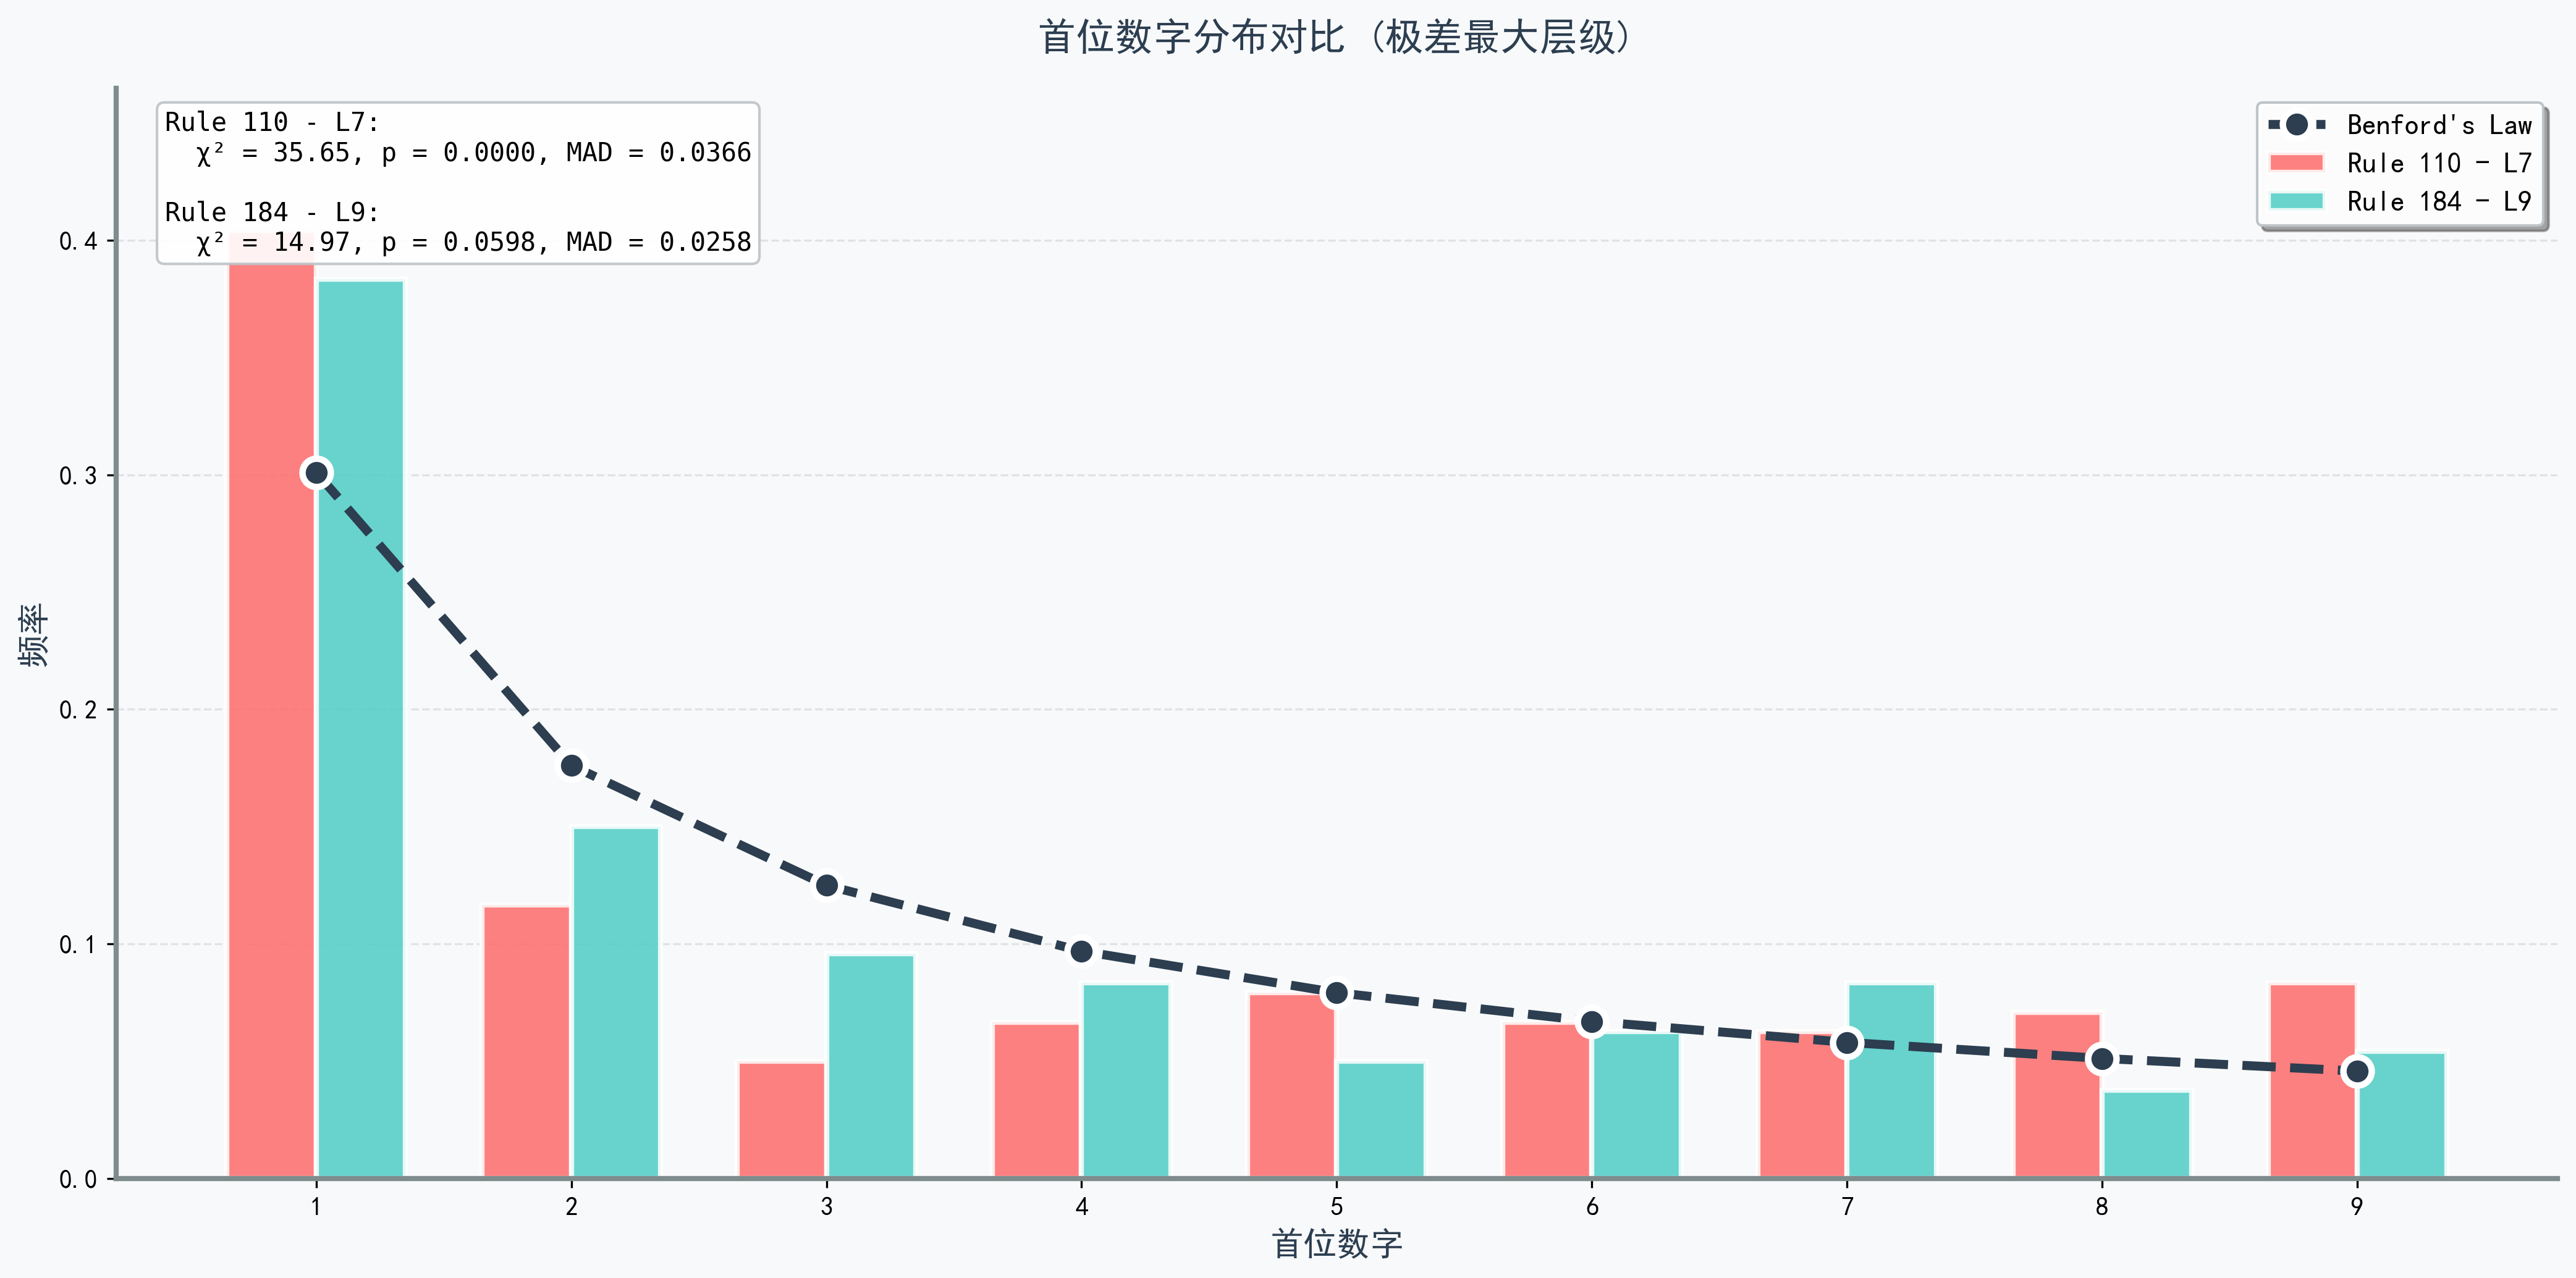 首位数字分布对比 (极差最大层级)
Rule 110 - L7:
χ² = 35.65, p = 0.0000, MAD = 0.0366
Rule 184 - L9:
χ² = 14.97, p = 0.0598, MAD = 0.0258
Benford's Law
Rule 110 - L7
Rule 184 - L9
频率
0.4
0.3
0.2
0.1
0.0
1 2 3 4 5 6 7 8 9
首位数字